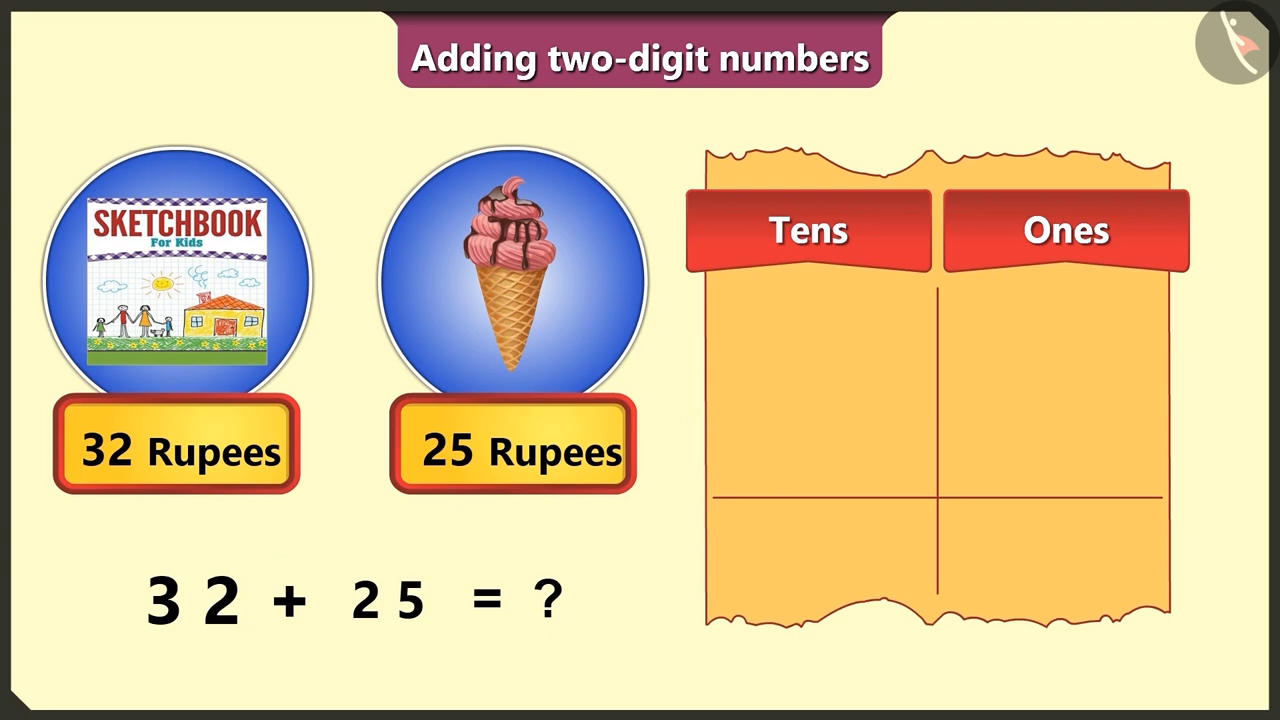 Adding two-digit numbers
SKETCHBOOK
For Kids
32 Rupees
25 Rupees
Tens
Ones
3 2 + 2 5 = ?